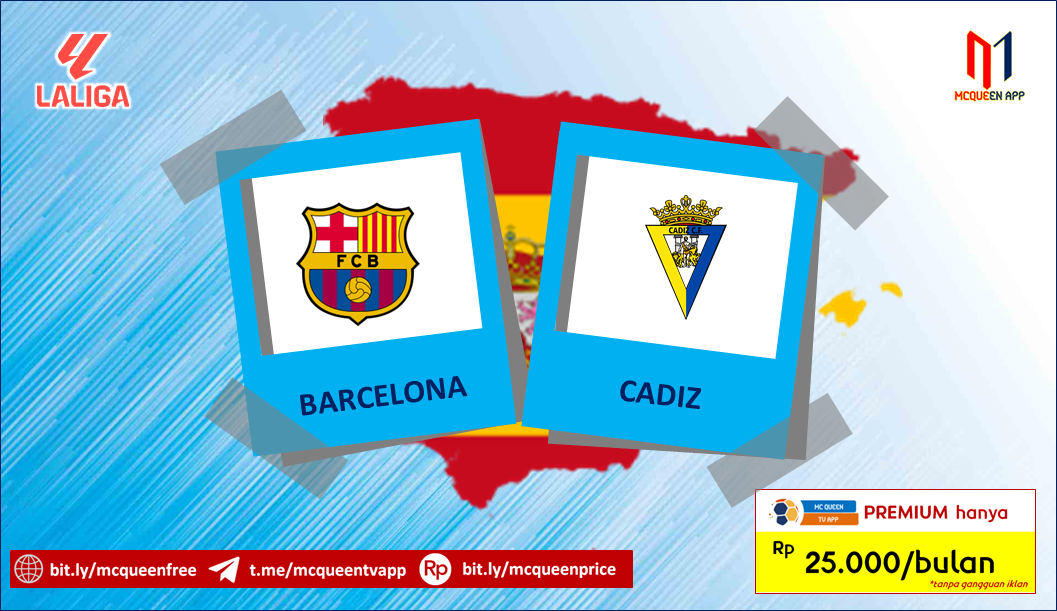 LALIGA
MCQUEEN APP
FCB
CADIZ C.F.
BARCELONA
CADIZ
MC QUEEN
TV APP
PREMIUM hanya
Rp 25.000/bulan
*tanpa gangguan iklan
bit.ly/mcqueenfree
t.me/mcqueentvapp
Rp
bit.ly/mcqueenprice